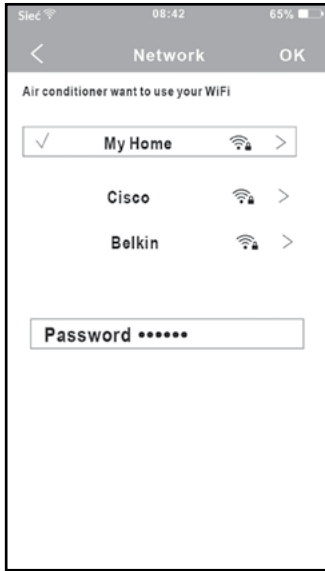 Sieć 08:42 65%
Network OK
Air conditioner want to use your WiFi
My Home
Cisco
Belkin
Password ••••••